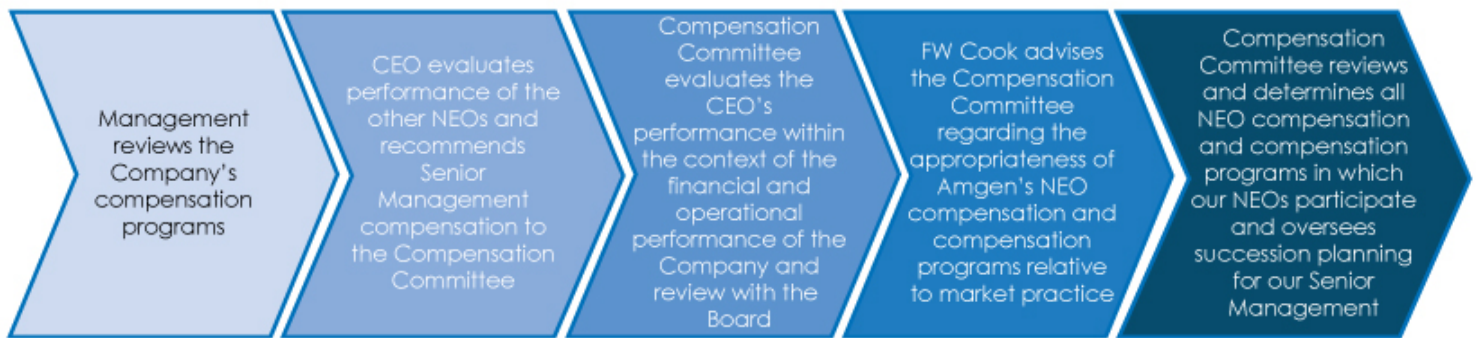 Management
reviews the
Company's
compensation
programs
CEO evaluates
performance of the
other NEOs and
recommends
Senior
Management
compensation to
the Compensation
Committee
Compensation
Committee
evaluates the
CEO's
performance within
the context of the
financial and
operational
performance of the
Company and
review with the
Board
FW Cook advises
the Compensation
Committee
regarding the
appropriateness of
Amgen's NEO
compensation and
compensation
programs relative
to market practice
Compensation
Committee reviews
and determines all
NEO compensation
and compensation
programs in which
our NEOs participate
and oversees
succession planning
for our Senior
Management